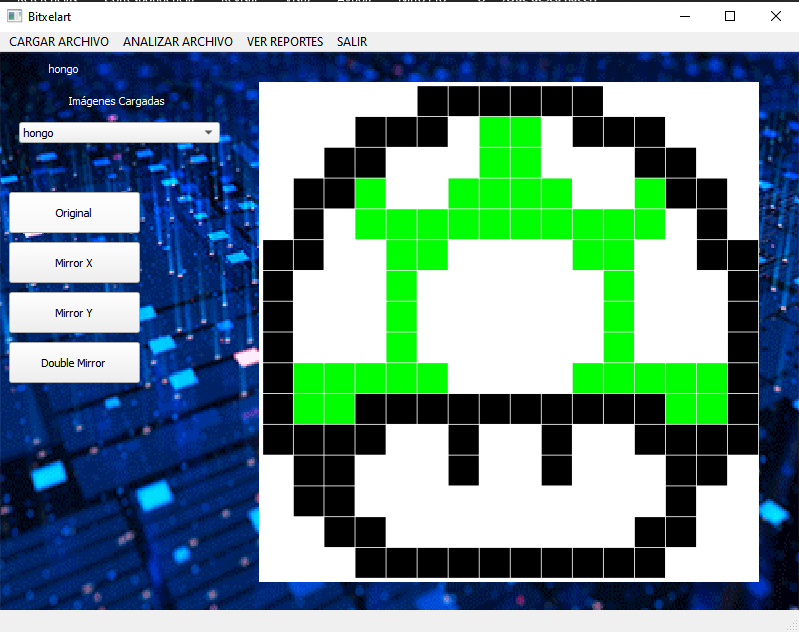 Bitxelart
CARGAR ARCHIVO ANALIZAR ARCHIVO VER REPORTES SALIR
hongo
Imágenes Cargadas
hongo
Original
Mirror X
Mirror Y
Double Mirror